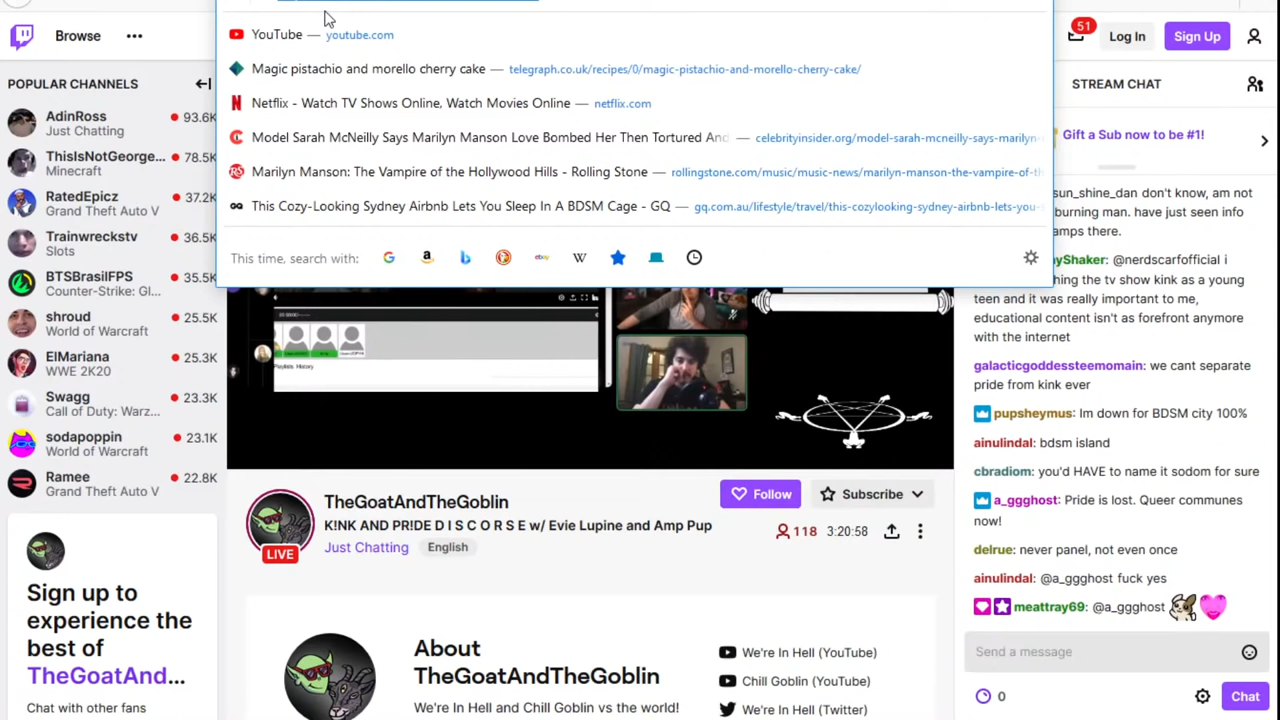 YouTube — youtube.com
Magic pistachio and morello cherry cake — telegraph.co.uk/recipes/0/magic-pistachio-and-morello-cherry-cake/
Netflix - Watch TV Shows Online, Watch Movies Online — netflix.com
Model Sarah McNeilly Says Marilyn Manson Love Bombed Her Then Tortured And — celebrityinsider.org/model-sarah-mcneilly-says-marilyn-
Marilyn Manson: The Vampire of the Hollywood Hills - Rolling Stone — rollingstone.com/music/music-news/marilyn-manson-the-vampire-of-th
This Cozy-Looking Sydney Airbnb Lets You Sleep In A BDSM Cage - GQ — gq.com.au/lifestyle/travel/this-cozylooking-sydney-airbnb-lets-you-
This time, search with:
Browse
51
Log In
Sign Up
POPULAR CHANNELS
AdinRoss 93.6K
Just Chatting
ThisIsNotGeorge... 78.5K
Minecraft
RatedEpicz 37.2K
Grand Theft Auto V
Trainwreckstv 36.5K
Slots
BTSBrasilFPS 35.5K
Counter-Strike: Gl...
shroud 25.5K
World of Warcraft
ElMariana 25.3K
WWE 2K20
Swagg 23.3K
Call of Duty: Warz...
sodapoppin 23.1K
World of Warcraft
Ramee 22.8K
Grand Theft Auto V
Sign up to
experience the
best of
TheGoatAnd...
Chat with other fans
Playlists History
TheGoatAndTheGoblin
K!NK AND PR!DE D I S C O R S E w/ Evie Lupine and Amp Pup
Just Chatting English
LIVE
Follow
Subscribe
118 3:20:58
About
TheGoatAndTheGoblin
We're In Hell and Chill Goblin vs the world!
We're In Hell (YouTube)
Chill Goblin (YouTube)
We're In Hell (Twitter)
STREAM CHAT
Gift a Sub now to be #1!
sun_shine_dan don't know, am not
burning man. have just seen info
amps there.
yShaker: @nerdscarfofficial i
hing the tv show kink as a young
teen and it was really important to me,
educational content isn't as forefront anymore
with the internet
galacticgoddessteemomain: we cant separate
pride from kink ever
pupsheymus: Im down for BDSM city 100%
ainulindal: bdsm island
cbradiom: you'd HAVE to name it sodom for sure
a_ggghost: Pride is lost. Queer communes
now!
delrue: never panel, not even once
ainulindal: @a_ggghost fuck yes
meattray69: @a_ggghost
Send a message
0
Chat